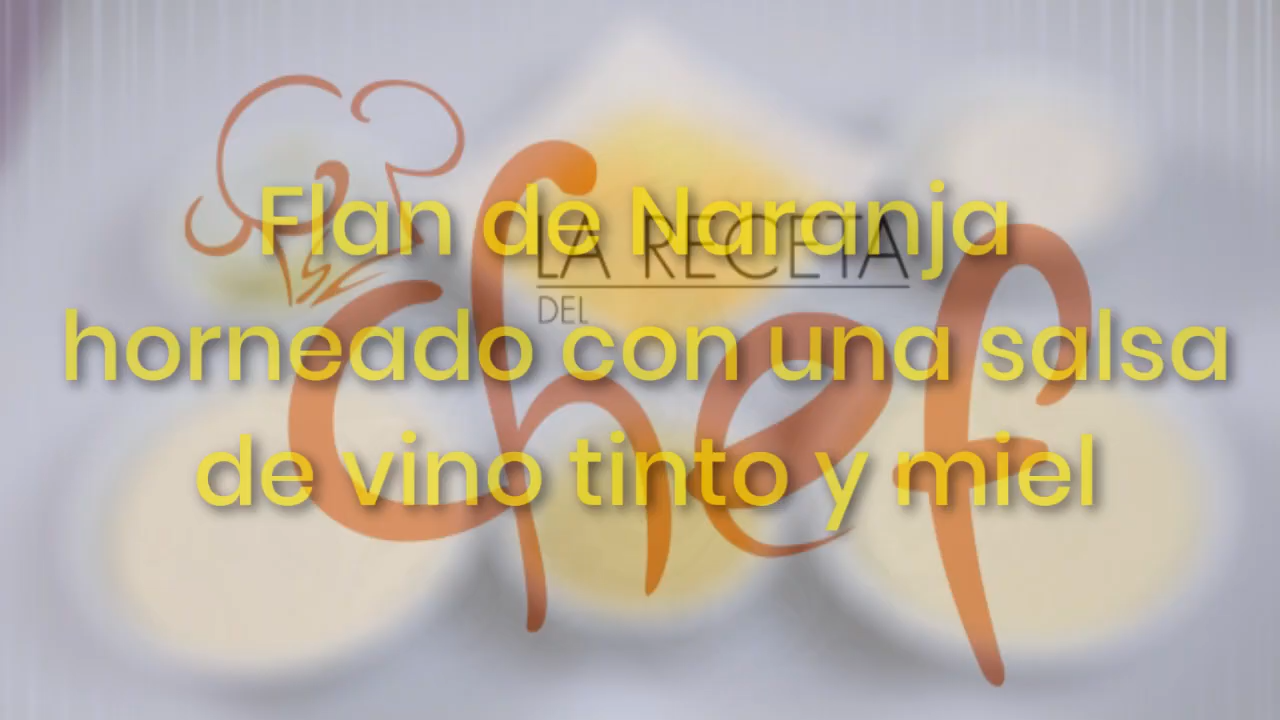 Flan de Naranja
horneado con una salsa
de vino tinto y miel
LA RECETA
DEL
Chef